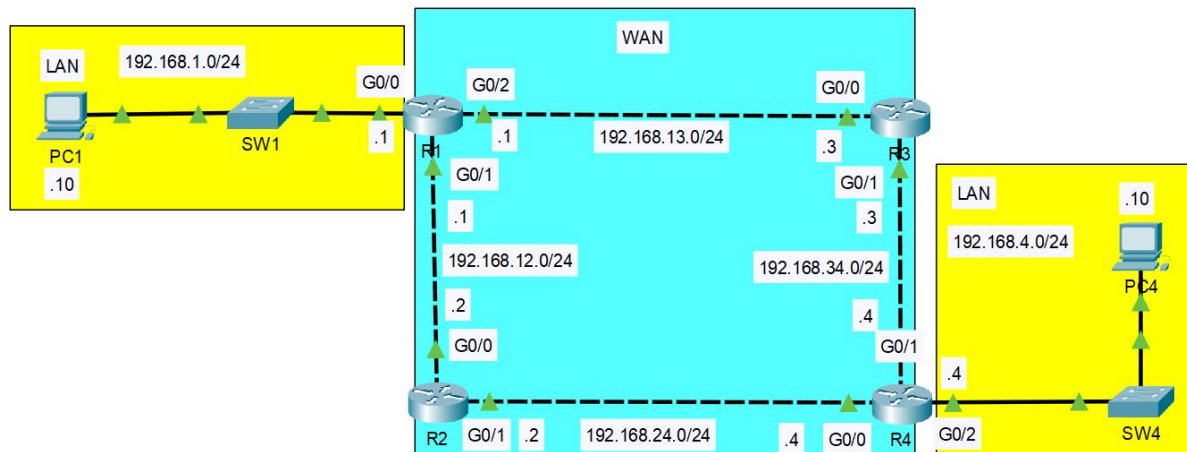 WAN
LAN
192.168.1.0/24
G0/0
G0/2
G0/0
PC1
SW1
.1
R1
.1
192.168.13.0/24
.3
R3
.10
G0/1
G0/1
LAN
.10
.1
.3
192.168.4.0/24
192.168.12.0/24
192.168.34.0/24
PC4
.2
.4
G0/0
G0/1
.4
R2
G0/1
.2
192.168.24.0/24
.4
G0/0
R4
G0/2
SW4